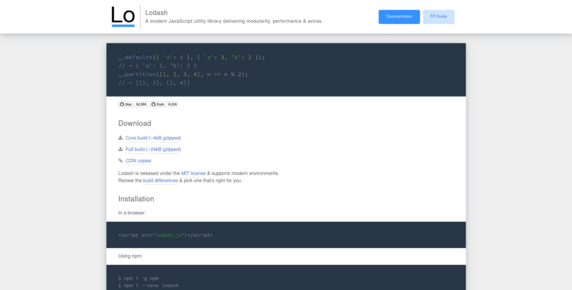 Lo
Lodash
A modern JavaScript utility library delivering modularity, performance & extras.
Documentation
FP Guide
_.defaults({ 'a': 1 }, { 'a': 3, 'b': 2 });
// → { 'a': 1, 'b': 2 }
_.partition([1, 2, 3, 4], n => n % 2);
// → [[1, 3], [2, 4]]
Star
Fork
Download
Core build (~4kB gzipped)
Full build (~24kB gzipped)
CDN copies
Lodash is released under the MIT license & supports modern environments.
Review the build differences & pick one that's right for you.
Installation
In a browser:
<script src="lodash.js"></script>
Using npm:
$ npm i -g npm
$ npm i --save lodash